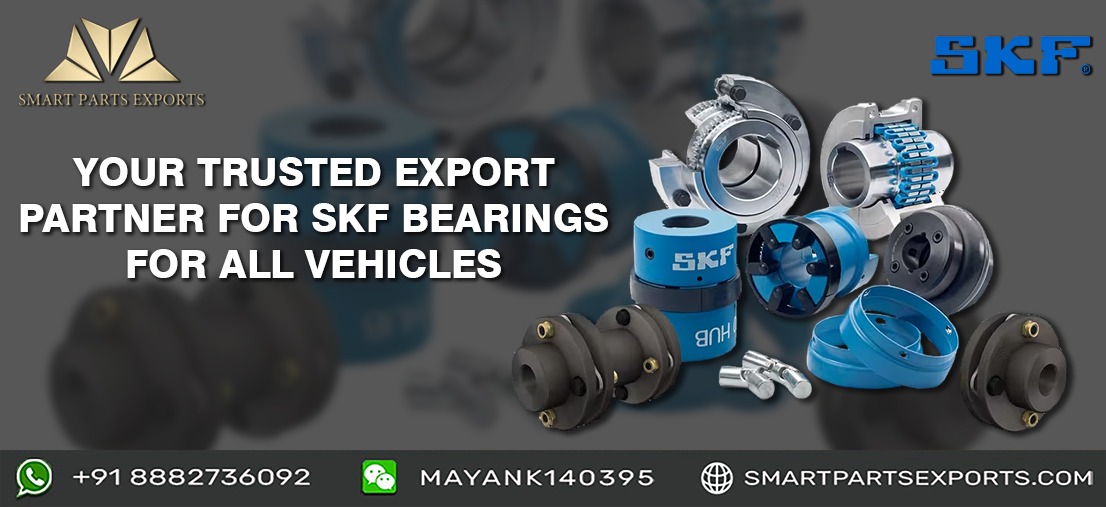 SMART PARTS EXPORTS
SKF
YOUR TRUSTED EXPORT
PARTNER FOR SKF BEARINGS
FOR ALL VEHICLES
SKF
HUB
+91 8882736092
MAYANK140395
SMARTPARTSEXPORTS.COM